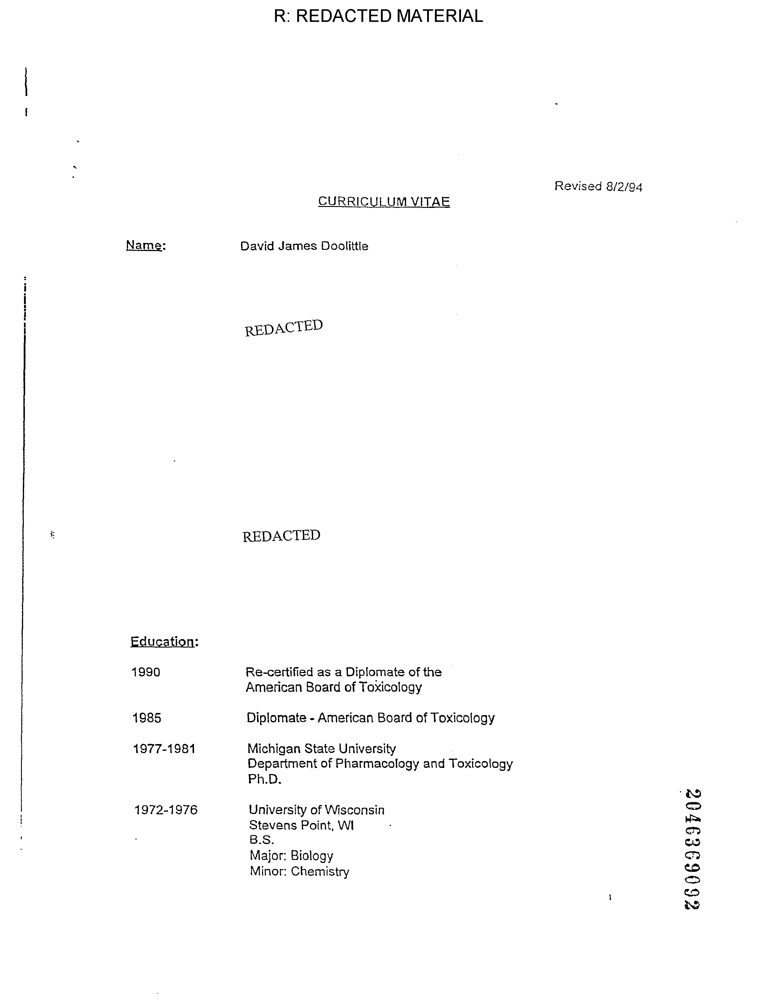 R: REDACTED MATERIAL
Revised 8/2/94
CURRICULUM VITAE
Name: David James Doolittle
REDACTED
REDACTED
Education:
1990 Re-certified as a Diplomate of the
American Board of Toxicology
1985 Diplomate - American Board of Toxicology
1977-1981 Michigan State University
Department of Pharmacology and Toxicology
Ph.D.
1972-1976 University of Wisconsin
Stevens Point, WI
B.S.
Major: Biology
Minor: Chemistry
2046369092